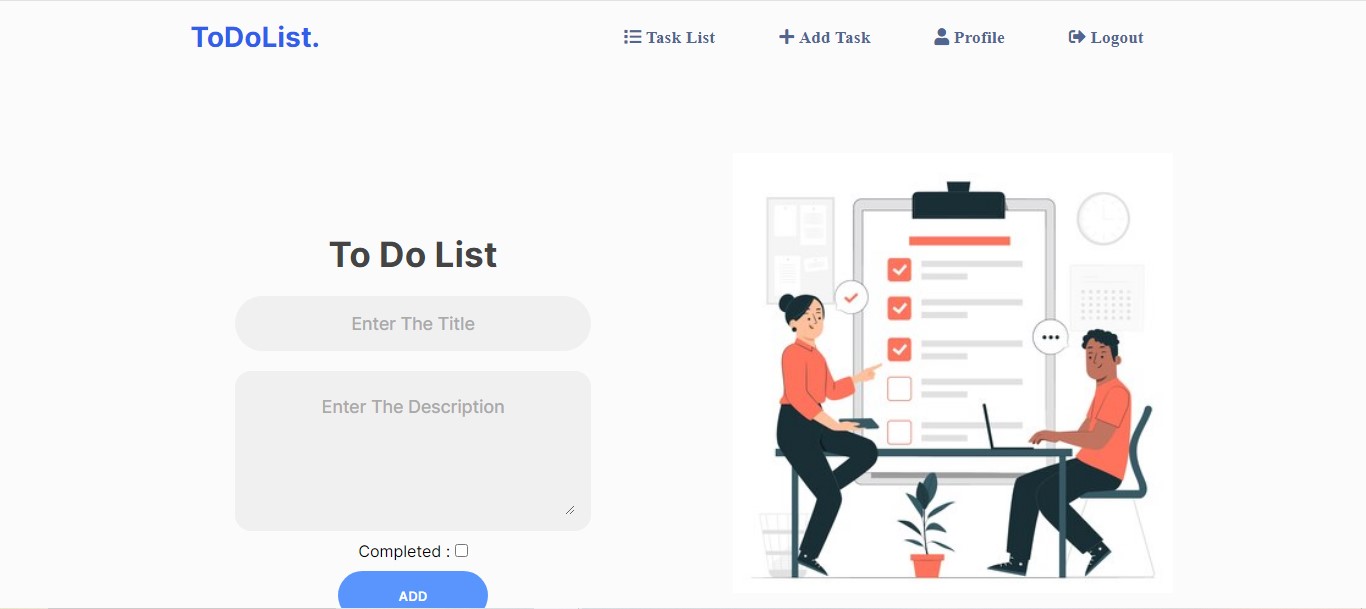 ToDoList.
Task List
Add Task
Profile
Logout
To Do List
Enter The Title
Enter The Description
Completed :
ADD